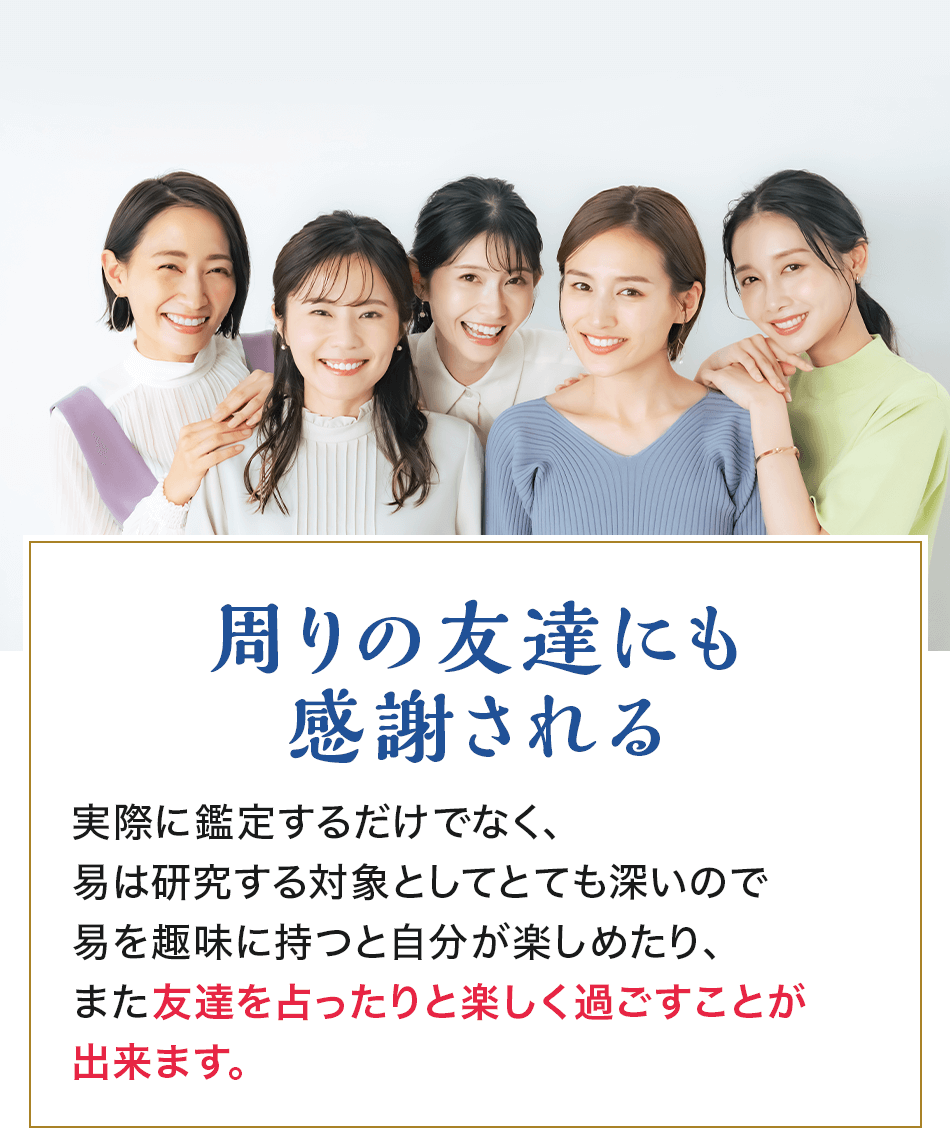 周りの友達にも
感謝される
実際に鑑定するだけでなく、
易は研究する対象としてとても深いので
易を趣味に持つと自分が楽しめたり、
また友達を占ったりと楽しく過ごすことが
出来ます。